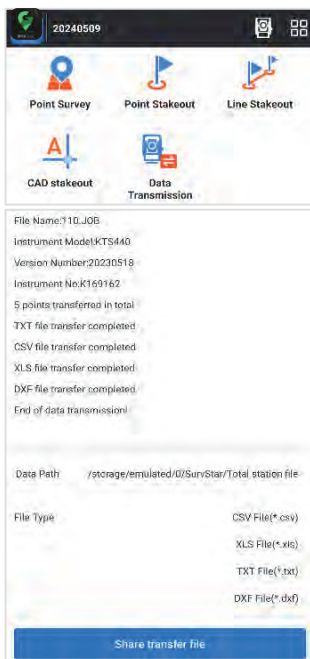 20240509
Point Survey
Point Stakeout
Line Stakeout
CAD stakeout
Data
Transmission
File Name:110.JOB
Instrument Model:KTS440
Version Number:20230518
Instrument No:K169162
5 points transferred in total
TXT file transfer completed
CSV file transfer completed
XLS file transfer completed
DXF file transfer completed
End of data transmission!
Data Path /storage/emulated/0/SurvStar/Total station file
File Type CSV File(*.csv)
XLS File(*.xls)
TXT File(*.txt)
DXF File(*.dxf)
Share transfer file